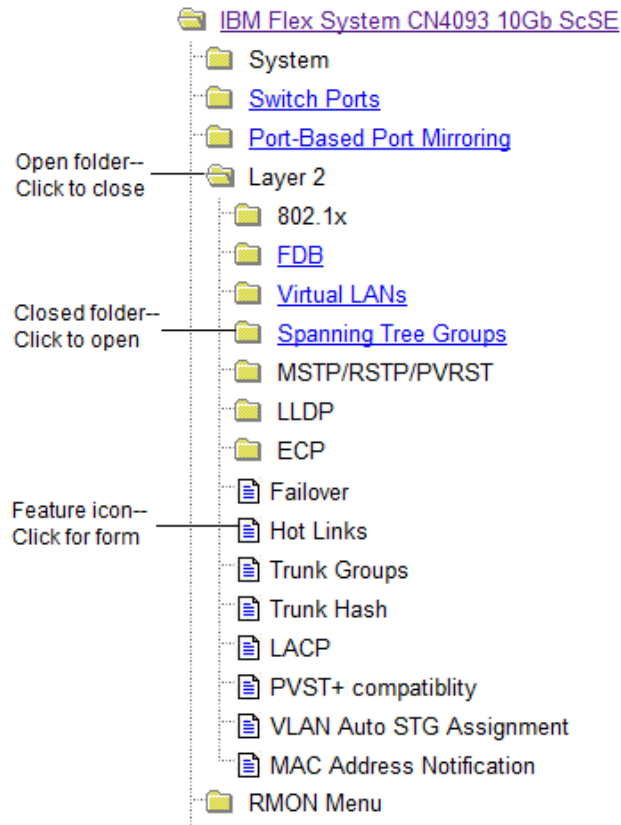 IBM Flex System CN4093 10Gb ScSE
System
Switch Ports
Port-Based Port Mirroring
Open folder--
Click to close
Layer 2
802.1x
FDB
Virtual LANs
Closed folder--
Click to open
Spanning Tree Groups
MSTP/RSTP/PVRST
LLDP
ECP
Failover
Feature icon--
Click for form
Hot Links
Trunk Groups
Trunk Hash
LACP
PVST+ compatiblity
VLAN Auto STG Assignment
MAC Address Notification
RMON Menu